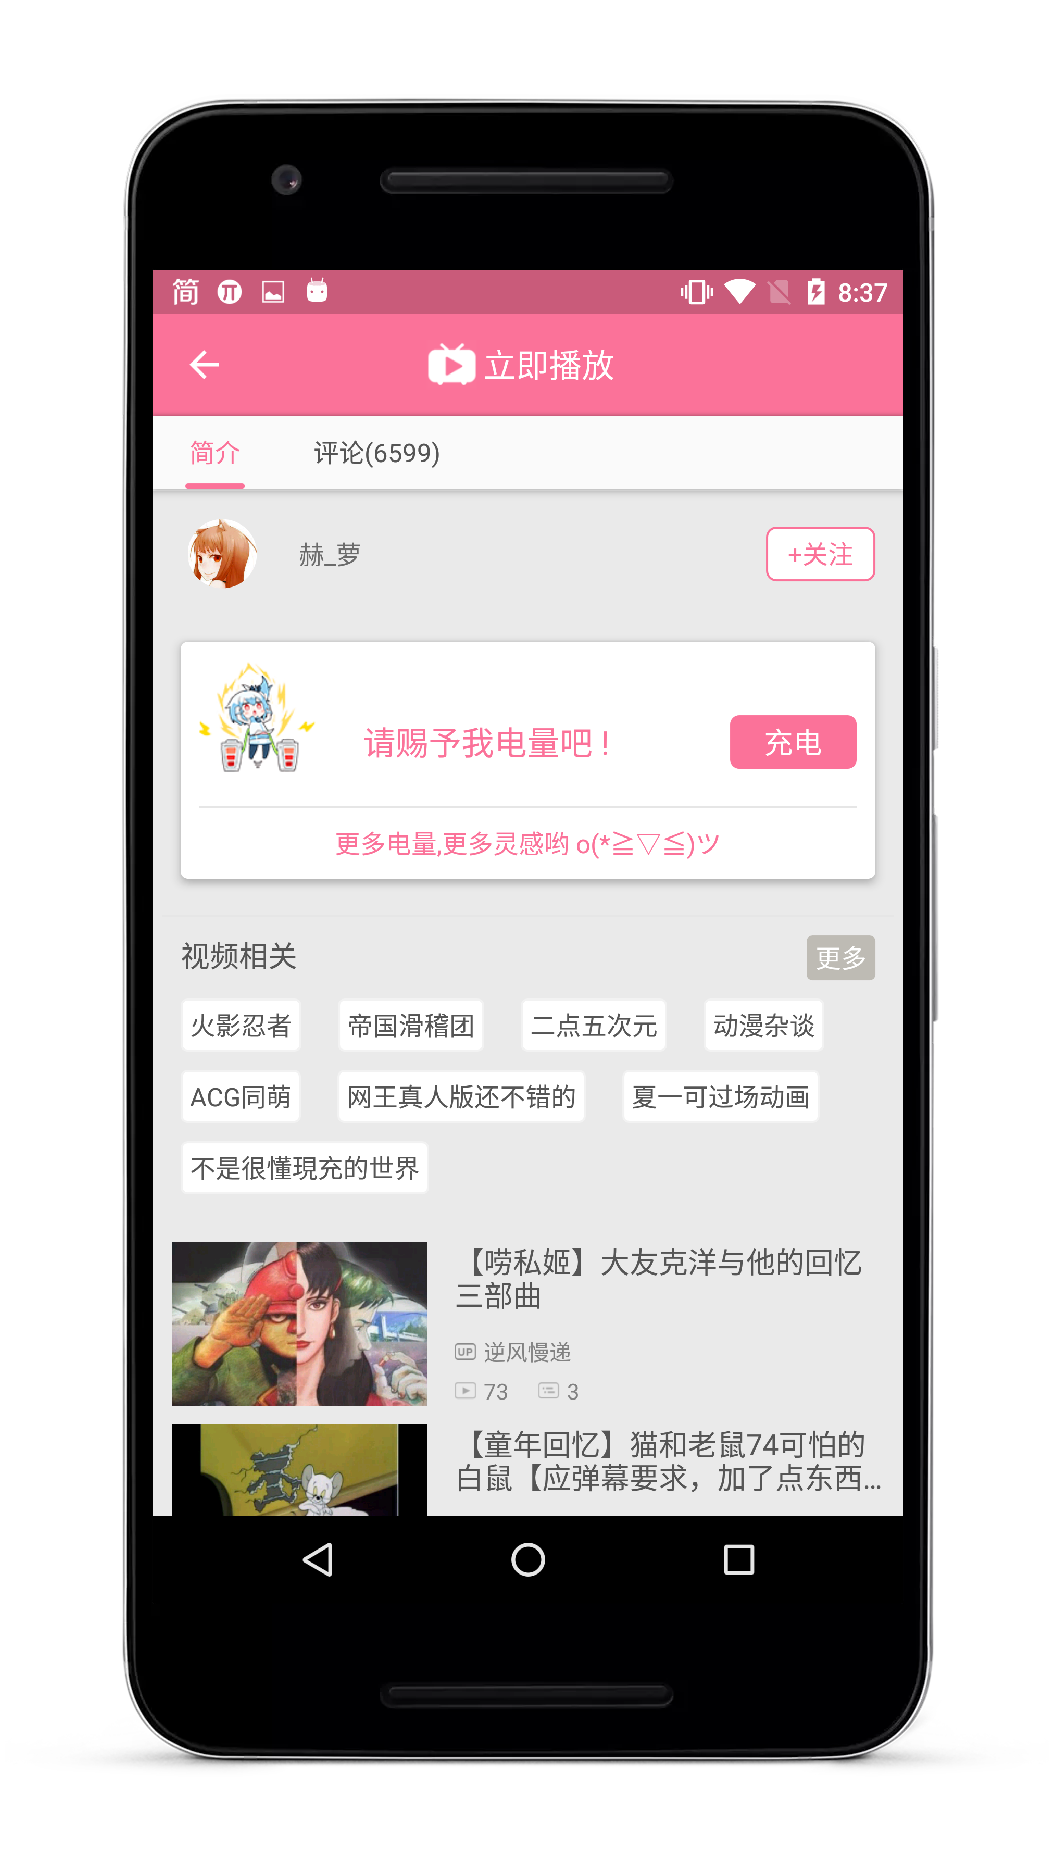 简 8:37
立即播放
简介 评论(6599)
赫_萝 +关注
请赐予我电量吧！ 充电
更多电量,更多灵感哟 o(*≧▽≦)ツ
视频相关 更多
火影忍者 帝国滑稽团 二点五次元 动漫杂谈
ACG同萌 网王真人版还不错的 夏一可过场动画
不是很懂現充的世界
【唠私姬】大友克洋与他的回忆
三部曲
UP 逆风慢递
73 3
【童年回忆】猫和老鼠74可怕的
白鼠【应弹幕要求，加了点东西...